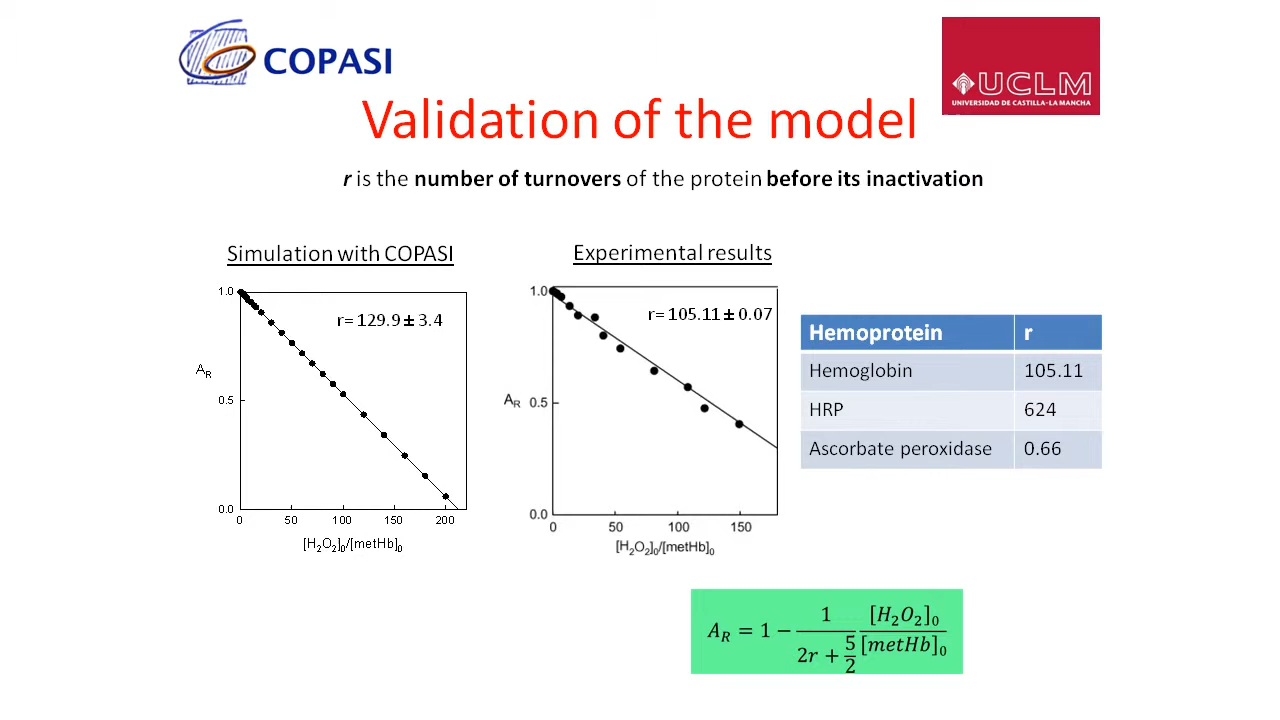 COPASI
UCLM
UNIVERSIDAD DE CASTILLA-LA MANCHA
Validation of the model
r is the number of turnovers of the protein before its inactivation
Simulation with COPASI
1.0
r= 129.9 ± 3.4
A_R
0.5
0.0
0 50 100 150 200
[H₂O₂]₀/[metHb]₀
Experimental results
1.0
r= 105.11 ± 0.07
A_R 0.5
0.0
0 50 100 150
[H₂O₂]₀/[metHb]₀
Hemoprotein r
Hemoglobin 105.11
HRP 624
Ascorbate peroxidase 0.66
A_R = 1 − 1/(2r + 5/2) [H₂O₂]₀/[metHb]₀